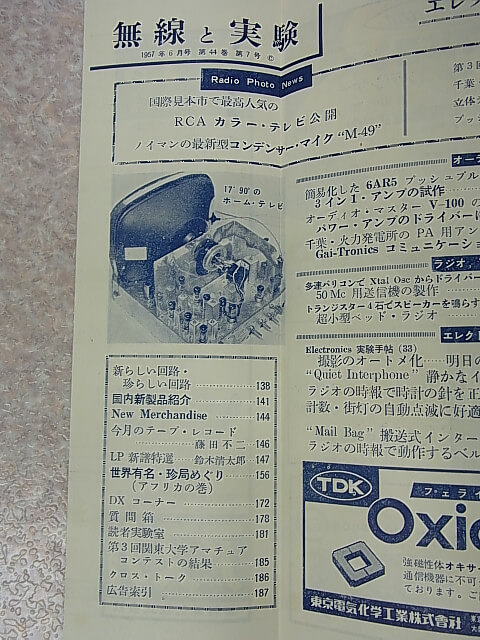 無線と実験
1957年6月号 第44巻 第7号 ©
Radio Photo News
国際見本市で最高人気の
RCA カラー・テレビ公開
ノイマンの最新型コンデンサー・マイク “M-49”
17″ 90°の
ホーム・テレビ
新らしい回路・
珍らしい回路 138
国内新製品紹介 141
New Merchandise 144
今月のテープ・レコード
藤田不二 146
LP 新譜特選 鈴木清太郎 147
世界有名・珍局めぐり 156
(アフリカの巻)
DX コーナー 172
質問箱 178
読者実験室 181
第3回関東大学アマチュア
コンテストの結果 185
クロス・トーク 186
広告索引 187
エレ
第3回
千葉
立体テ
プッシ
オーデ
簡易化した 6AR5 プッシュプル
3 イン 1・アンプの試作
オーディオ・マスター V-100 の
パワー・アンプのドライバーに
千葉・火力発電所の PA 用アン
Gai-Tronics コミュニケーショ
ラジオ,
多連バリコンで Xtal Osc からドライバー
50 Mc 用送信機の製作
トランジスター4石でスピーカーを鳴らす
超小型ベッド・ラジオ
エレクト
Electronics 実験手帖 (33)
撮影のオートメ化 明日の
“Quiet Interphone” 静かなイ
ラジオの時報で時計の針を正
計数・街灯の自動点滅に好適
“Mail Bag” 搬送式インター
ラジオの時報で動作するベル
TDK
フェライ
Oxi
強磁性体オキサ
通信機器に不可
ております。ご
東京電気化学工業株式会社